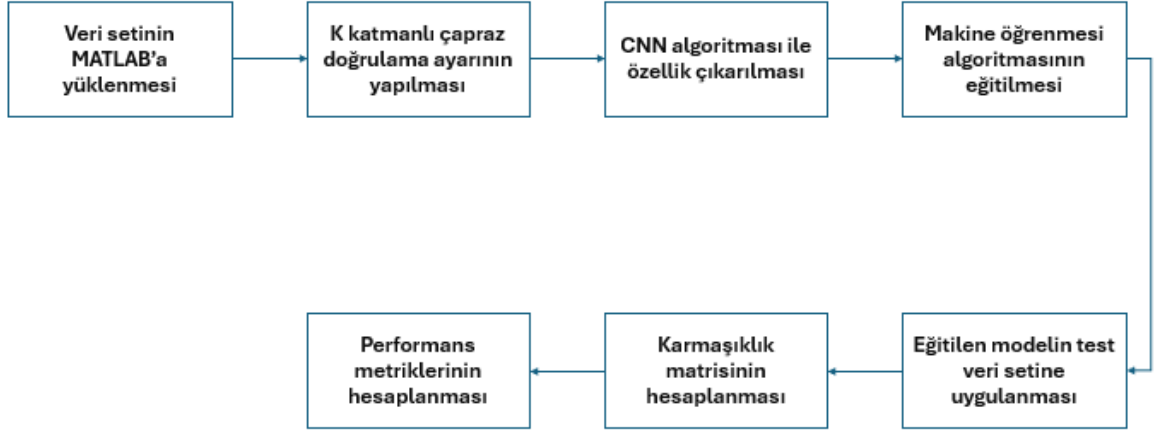 Veri setinin
MATLAB'a
yüklenmesi
K katmanlı çapraz
doğrulama ayarının
yapılması
CNN algoritması ile
özellik çıkarılması
Makine öğrenmesi
algoritmasının
eğitilmesi
Eğitilen modelin test
veri setine
uygulanması
Karmaşıklık
matrisinin
hesaplanması
Performans
metriklerinin
hesaplanması